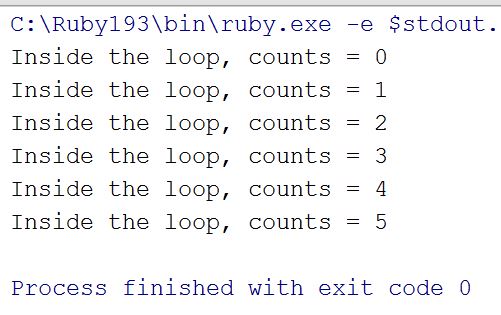 C:\Ruby193\bin\ruby.exe -e $stdout.
Inside the loop, counts = 0
Inside the loop, counts = 1
Inside the loop, counts = 2
Inside the loop, counts = 3
Inside the loop, counts = 4
Inside the loop, counts = 5
Process finished with exit code 0